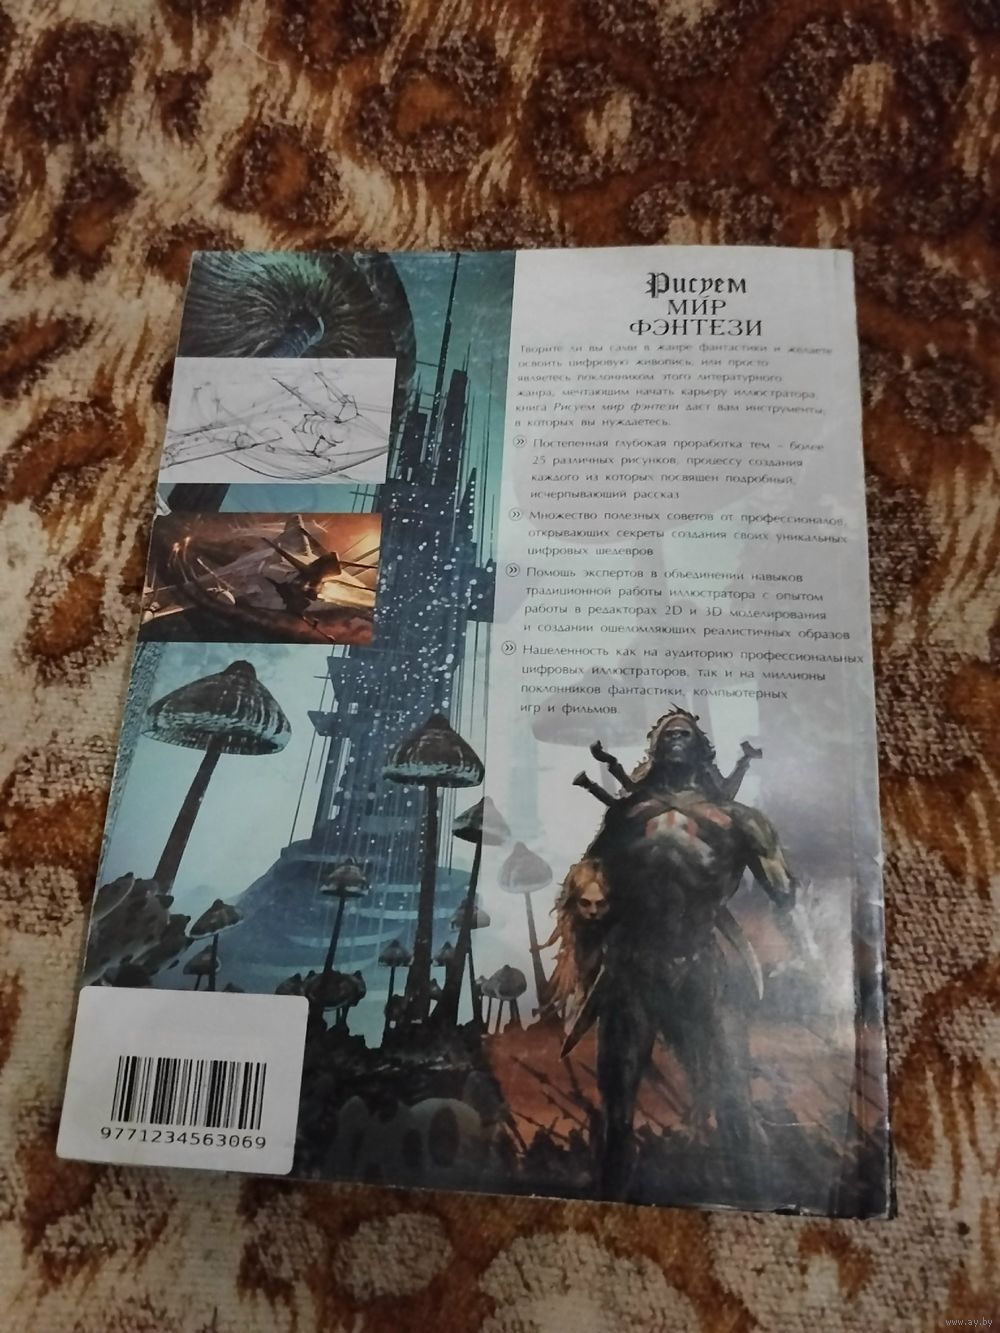 Рисуем
МИР
ФЭНТЕЗИ
Творите ли вы сами в жанре фантастики и желаете
освоить цифровую живопись, или просто
являетесь поклонником этого литературного
жанра, мечтающим начать карьеру иллюстратора,
книга Рисуем мир фэнтези даст вам инструменты,
в которых вы нуждаетесь.
» Постепенная глубокая проработка тем – более
25 различных рисунков, процессу создания
каждого из которых посвящен подробный,
исчерпывающий рассказ
» Множество полезных советов от профессионалов,
открывающих секреты создания своих уникальных
цифровых шедевров
» Помощь экспертов в объединении навыков
традиционной работы иллюстратора с опытом
работы в редакторах 2D и 3D моделирования
и создании ошеломляющих реалистичных образов
» Нацеленность как на аудиторию профессиональных
цифровых иллюстраторов, так и на миллионы
поклонников фантастики, компьютерных
игр и фильмов.
9771234563069
www.ay.by